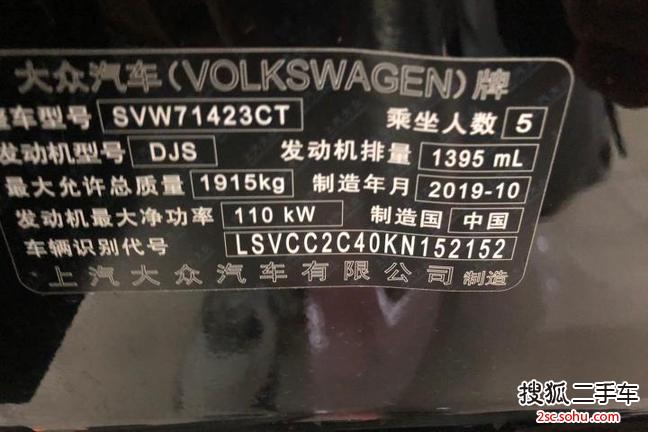 大众汽车(VOLKSWAGEN)牌
整车型号 SVW71423CT 乘坐人数 5
发动机型号 DJS 发动机排量 1395 mL
最大允许总质量 1915kg 制造年月 2019-10
发动机最大净功率 110 kW 制造国 中国
车辆识别代号 LSVCC2C40KN152152
上汽大众汽车有限公司 制造
搜狐二手车
2sc.sohu.com